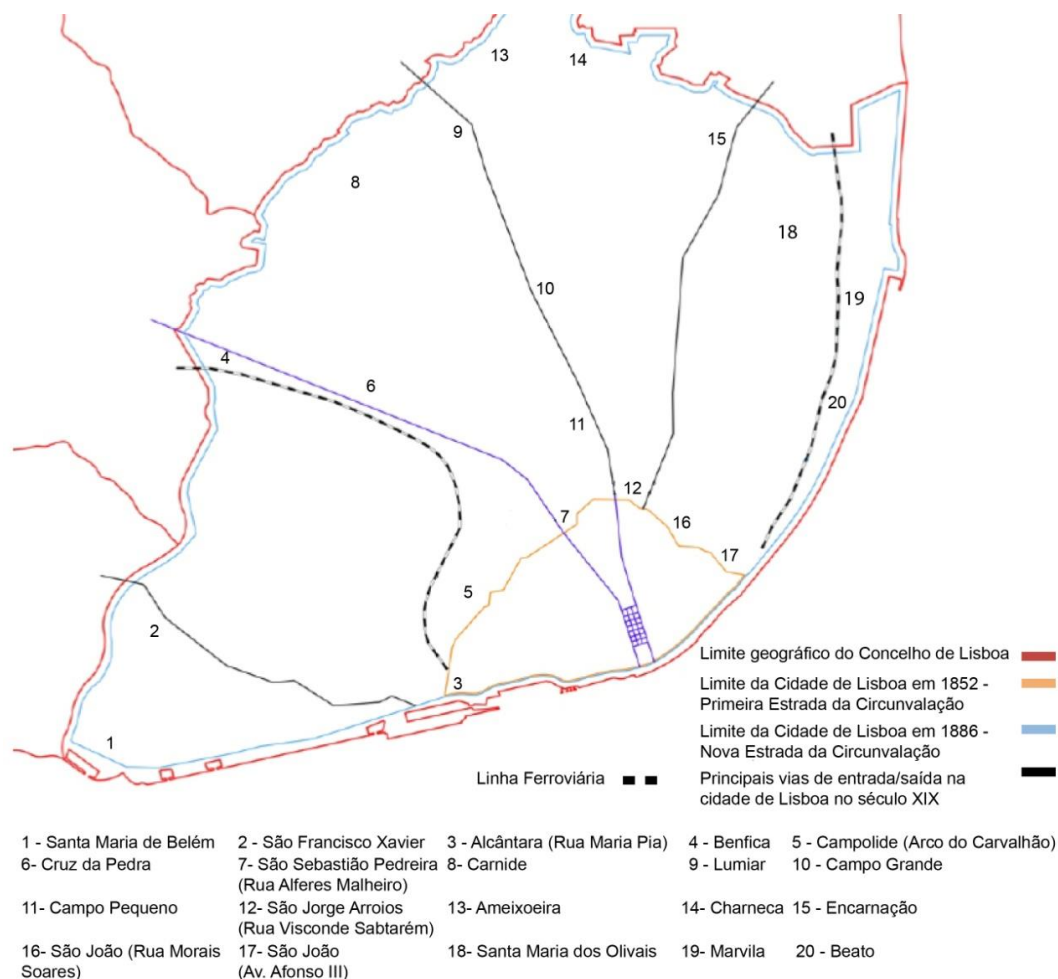 13
14
9
15
8
18
10
19
4
6
20
11
12
7
16
17
5
2
3
1
Limite geográfico do Concelho de Lisboa
Limite da Cidade de Lisboa em 1852 -
Primeira Estrada da Circunvalação
Limite da Cidade de Lisboa em 1886 -
Nova Estrada da Circunvalação
Linha Ferroviária
Principais vias de entrada/saída na
cidade de Lisboa no século XIX
1 - Santa Maria de Belém 2 - São Francisco Xavier 3 - Alcântara (Rua Maria Pia) 4 - Benfica 5 - Campolide (Arco do Carvalhão)
6- Cruz da Pedra 7- São Sebastião Pedreira 8- Carnide 9 - Lumiar 10 - Campo Grande
(Rua Alferes Malheiro)
11- Campo Pequeno 12- São Jorge Arroios 13- Ameixoeira 14- Charneca 15 - Encarnação
(Rua Visconde Sabtarém)
16- São João (Rua Morais 17- São João 18- Santa Maria dos Olivais 19- Marvila 20 - Beato
Soares) (Av. Afonso III)